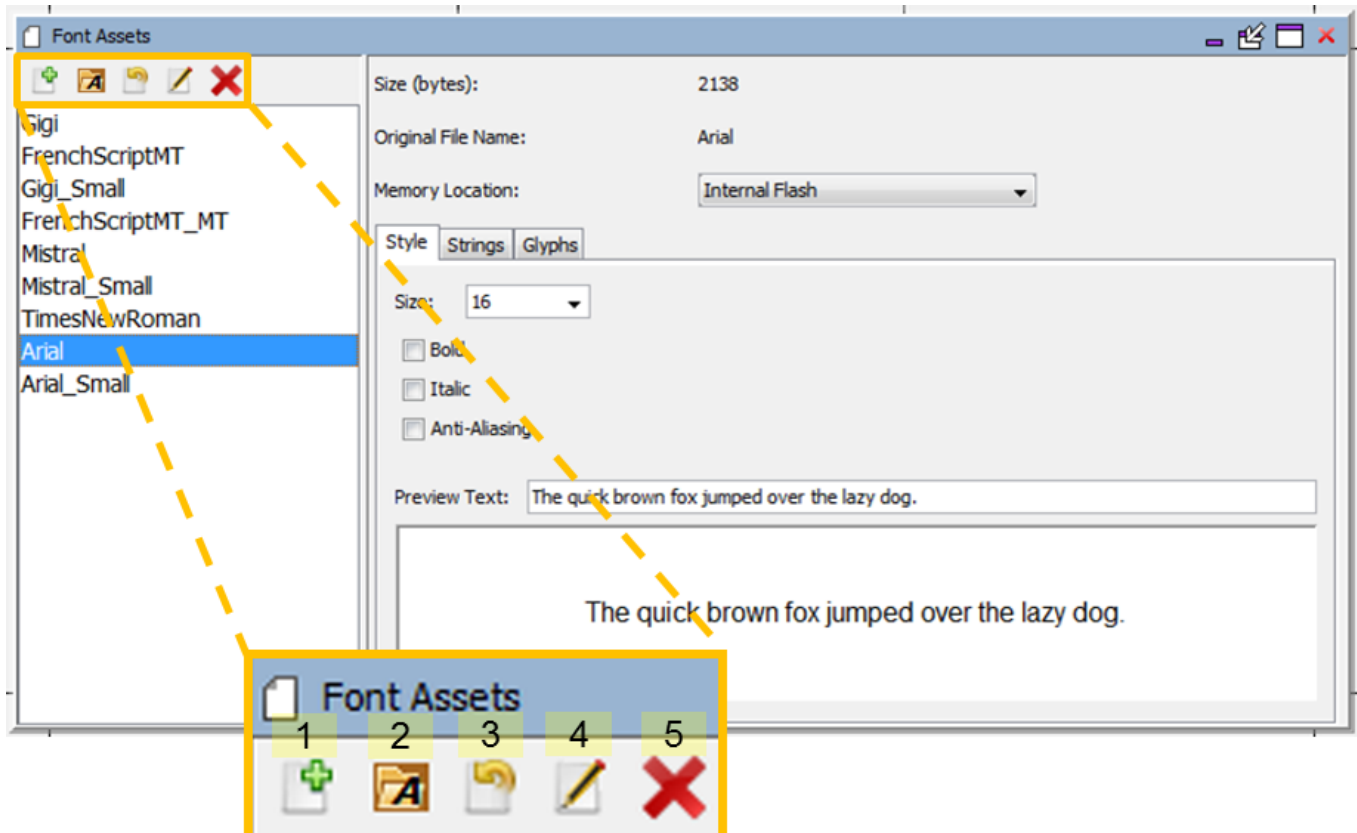 Font Assets
Gigi
FrenchScriptMT
Gigi_Small
FrenchScriptMT_MT
Mistral
Mistral_Small
TimesNewRoman
Arial
Arial_Small
Size (bytes): 2138
Original File Name: Arial
Memory Location: Internal Flash
Style Strings Glyphs
Size: 16
Bold
Italic
Anti-Aliasing
Preview Text: The quick brown fox jumped over the lazy dog.
The quick brown fox jumped over the lazy dog.
Font Assets
1 2 3 4 5
A